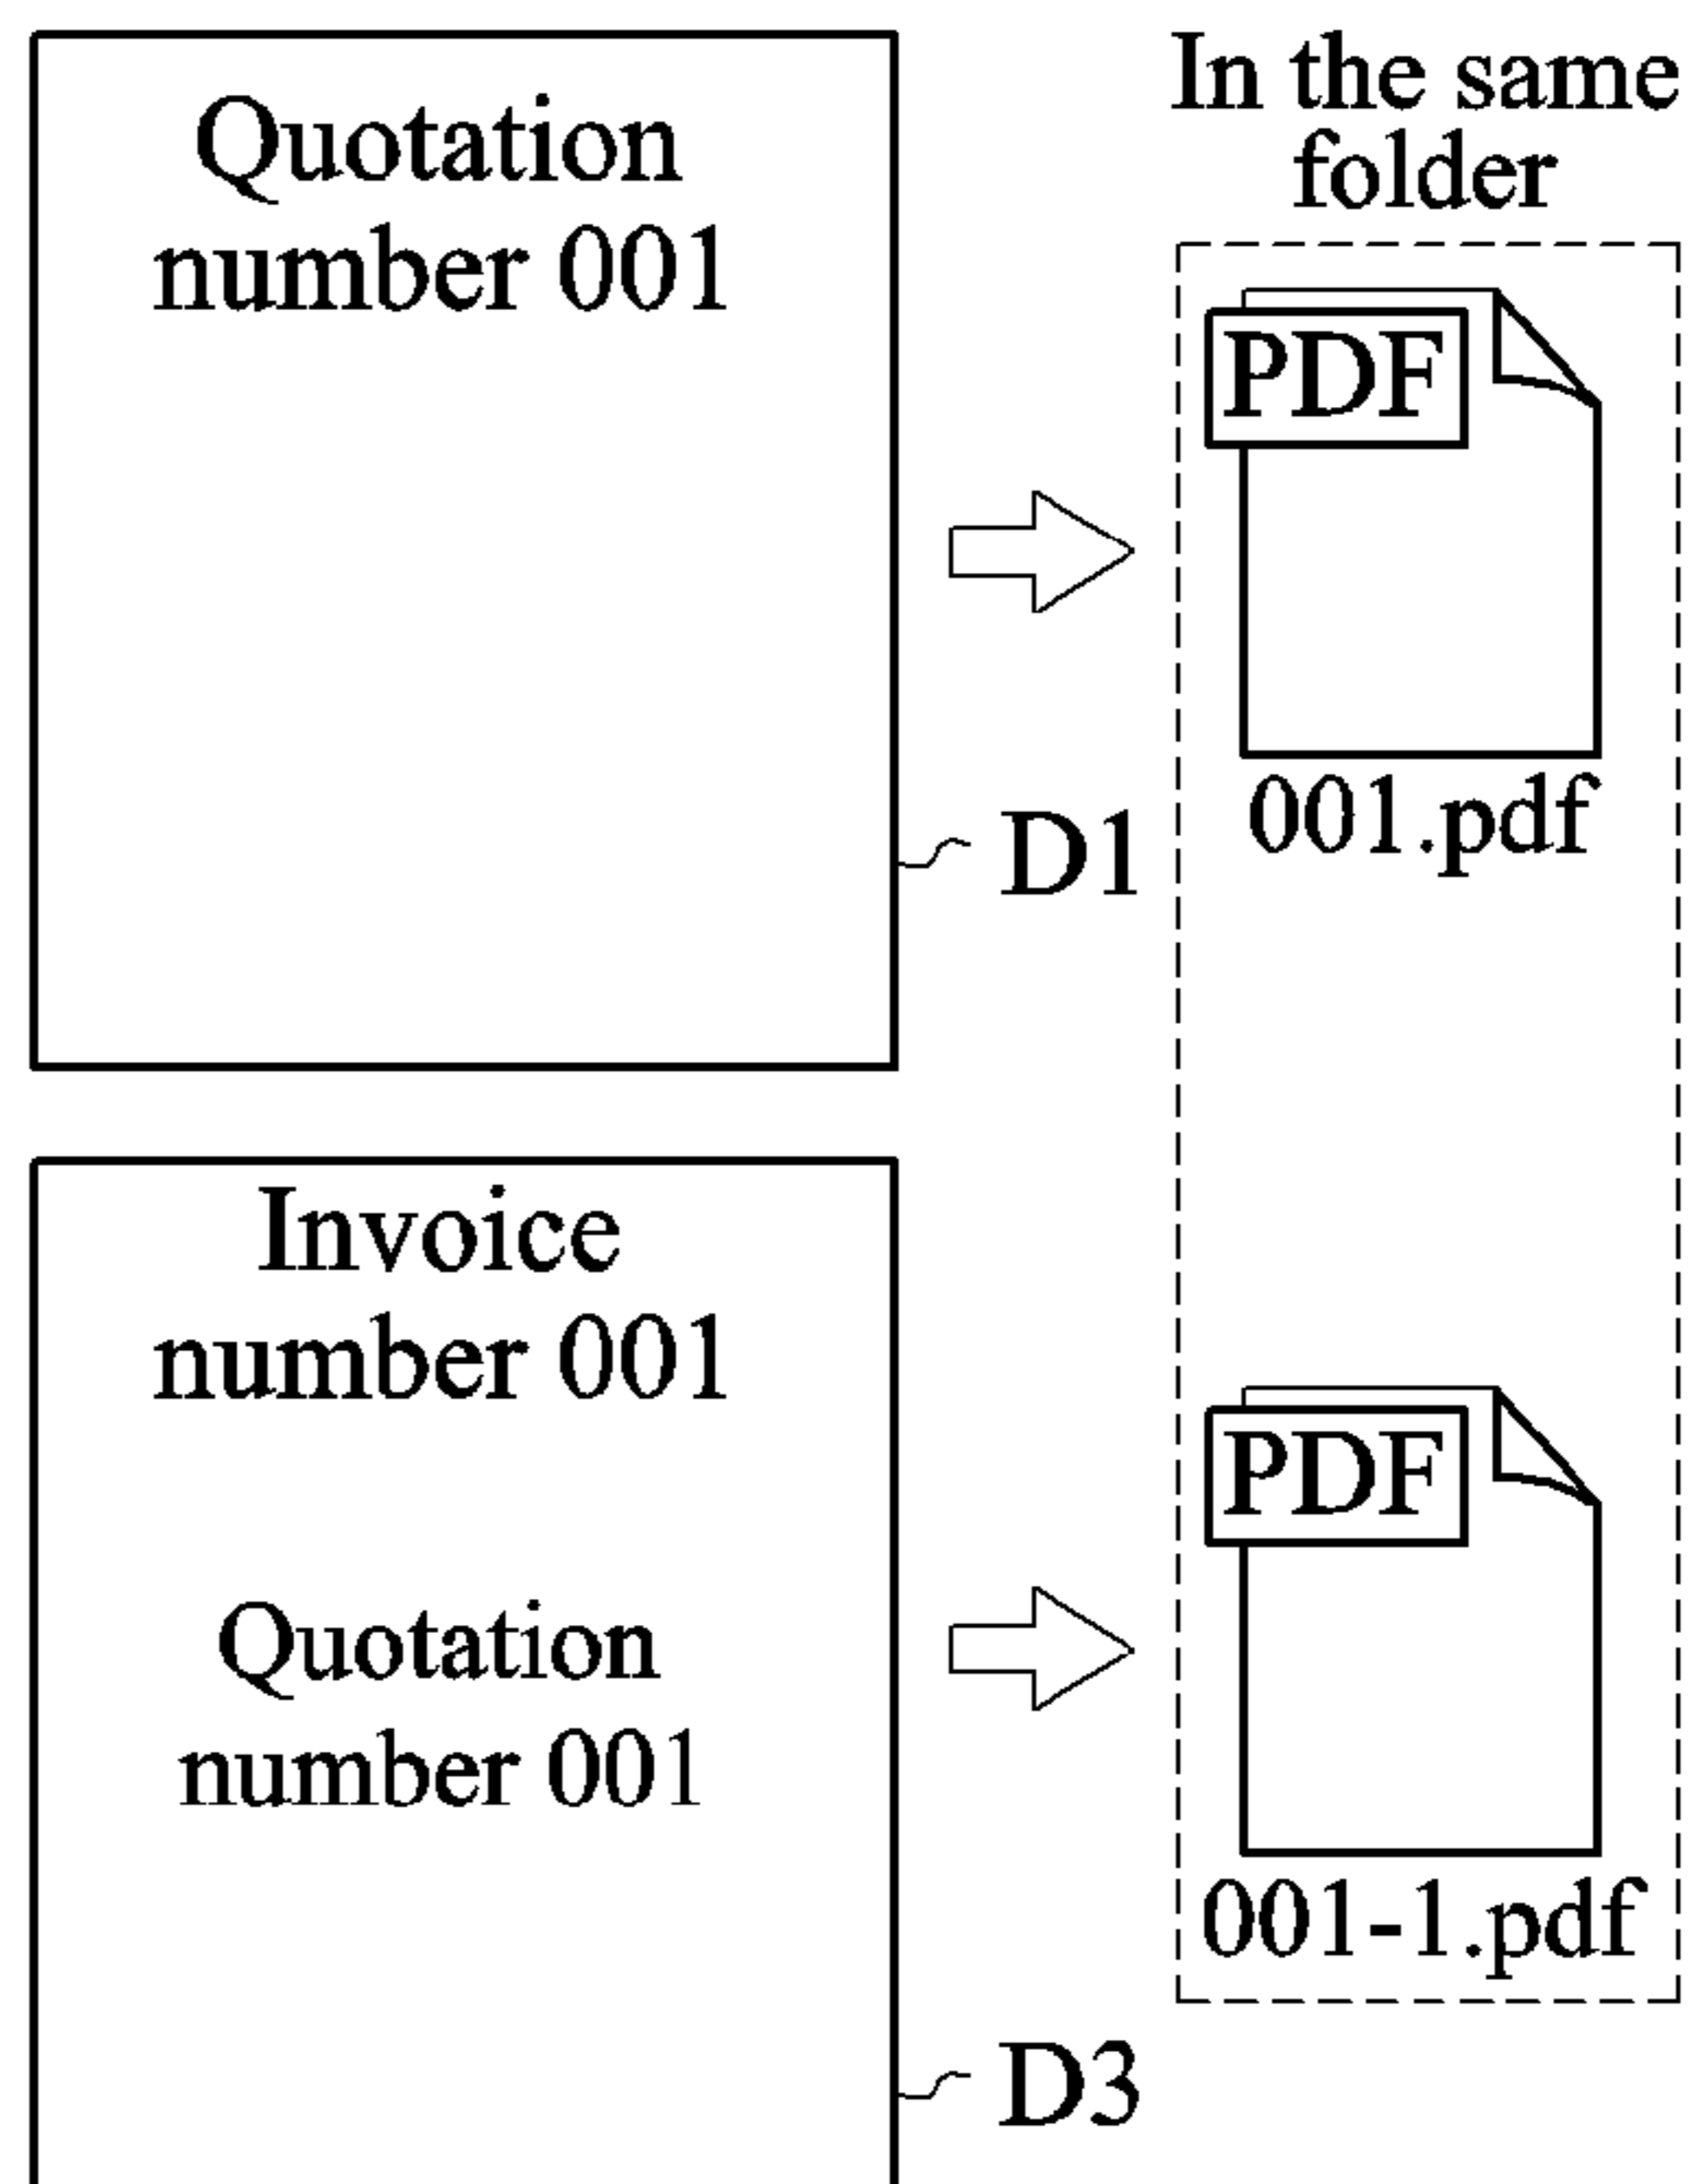 Quotation
number 001
In the same
folder
PDF
001.pdf
D1
Invoice
number 001
Quotation
number 001
PDF
001-1.pdf
D3